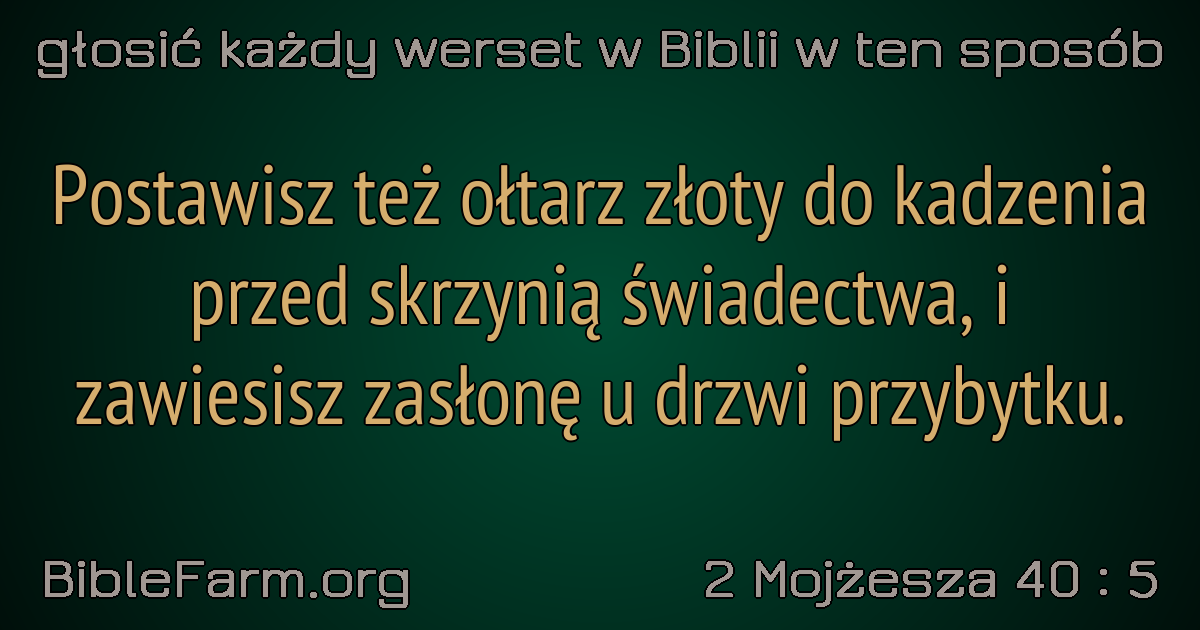 głosić każdy werset w Biblii w ten sposób
Postawisz też ołtarz złoty do kadzenia
przed skrzynią świadectwa, i
zawiesisz zasłonę u drzwi przybytku.
BibleFarm.org
2 Mojżesza 40 : 5